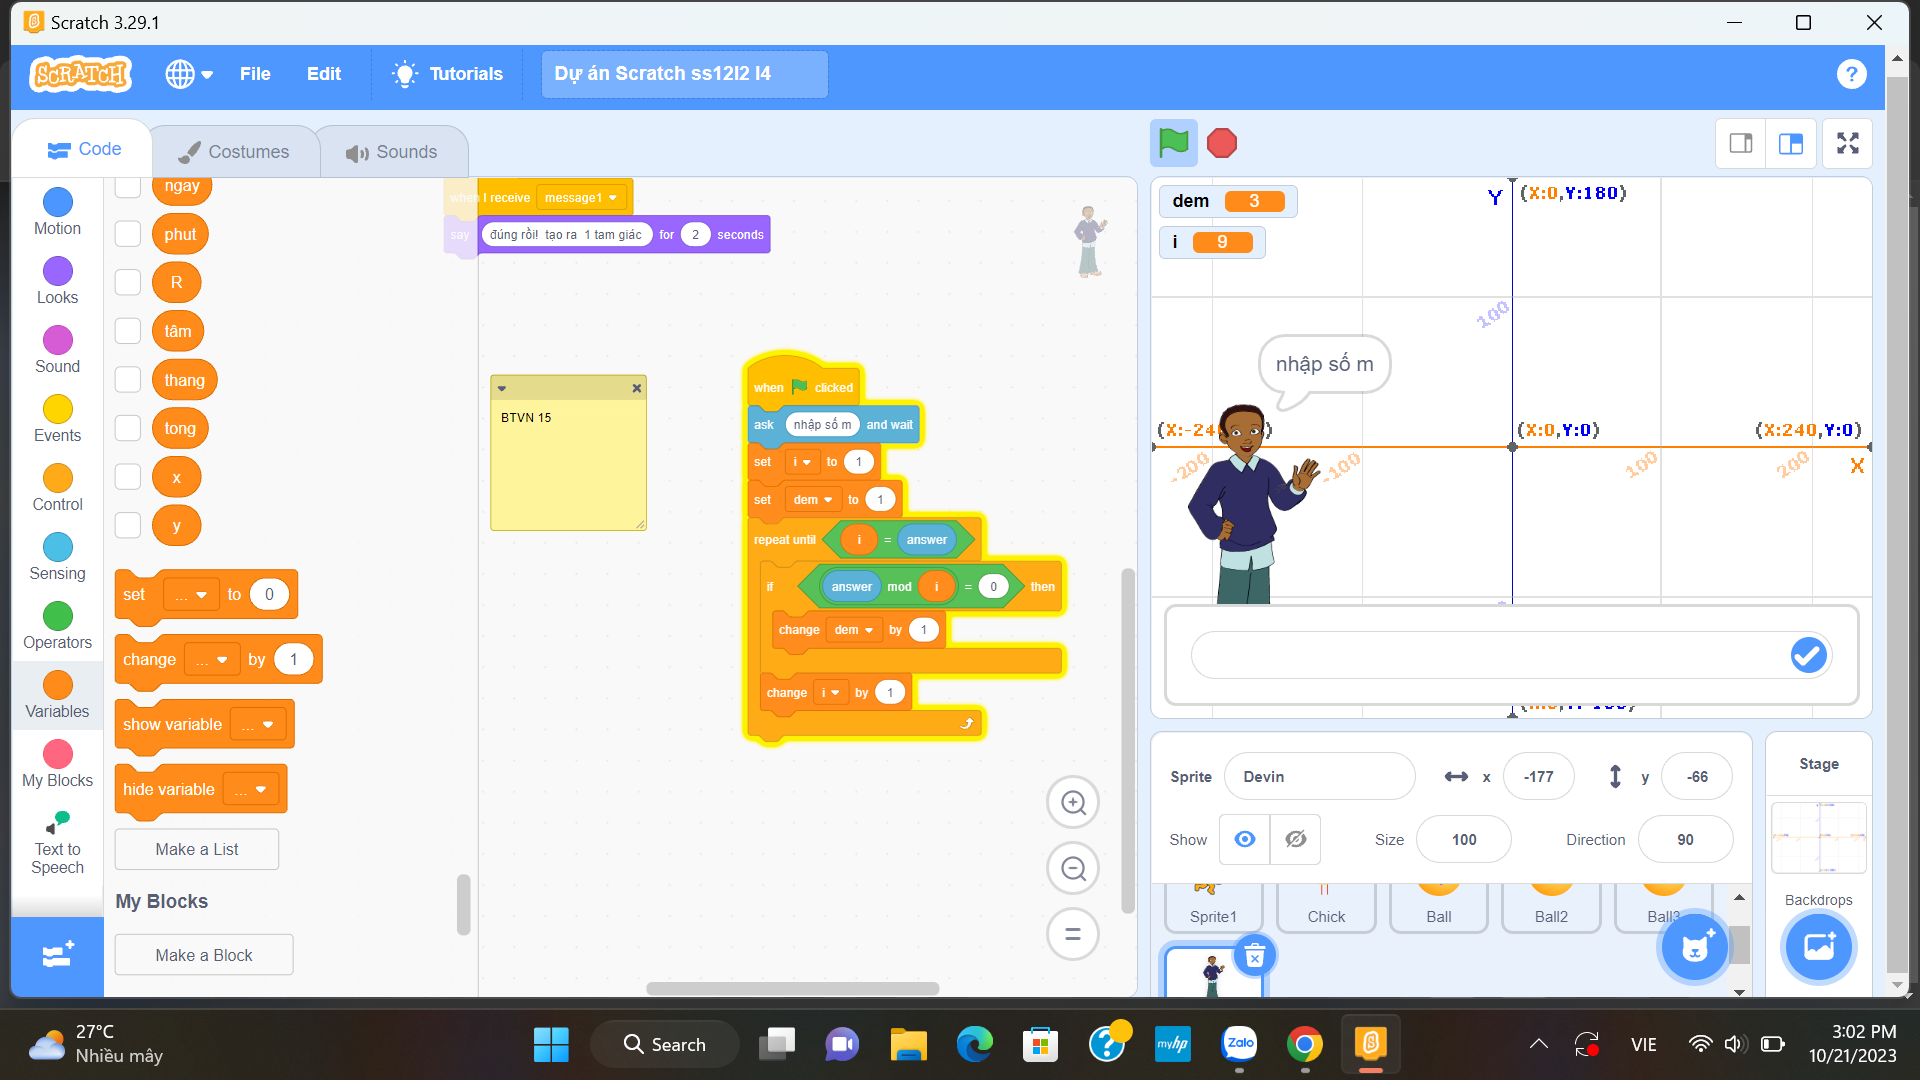 Scratch 3.29.1
SCRATCH
File
Edit
Tutorials
Dự án Scratch ss12l2 l4
?
Code
Costumes
Sounds
Motion
Looks
Sound
Events
Control
Sensing
Operators
Variables
My Blocks
Text to
Speech
ngay
phut
R
tâm
thang
tong
x
y
set ... to 0
change ... by 1
show variable ...
hide variable ...
Make a List
My Blocks
Make a Block
when I receive message1
say đúng rồi! tạo ra 1 tam giác for 2 seconds
BTVN 15
when clicked
ask nhập số m and wait
set i to 1
set dem to 1
repeat until i = answer
if answer mod i = 0 then
change dem by 1
change i by 1
dem 3
i 9
Y (X:0,Y:180)
100
nhập số m
(X:-24
)
(X:0,Y:0)
(X:240,Y:0)
-200
-100
100
200
X
Sprite Devin x -177 y -66
Show Size 100 Direction 90
Sprite1
Chick
Ball
Ball2
Ball3
Stage
Backdrops
27°C
Nhiều mây
Search
?
myhp
Zalo
VIE
3:02 PM
10/21/2023